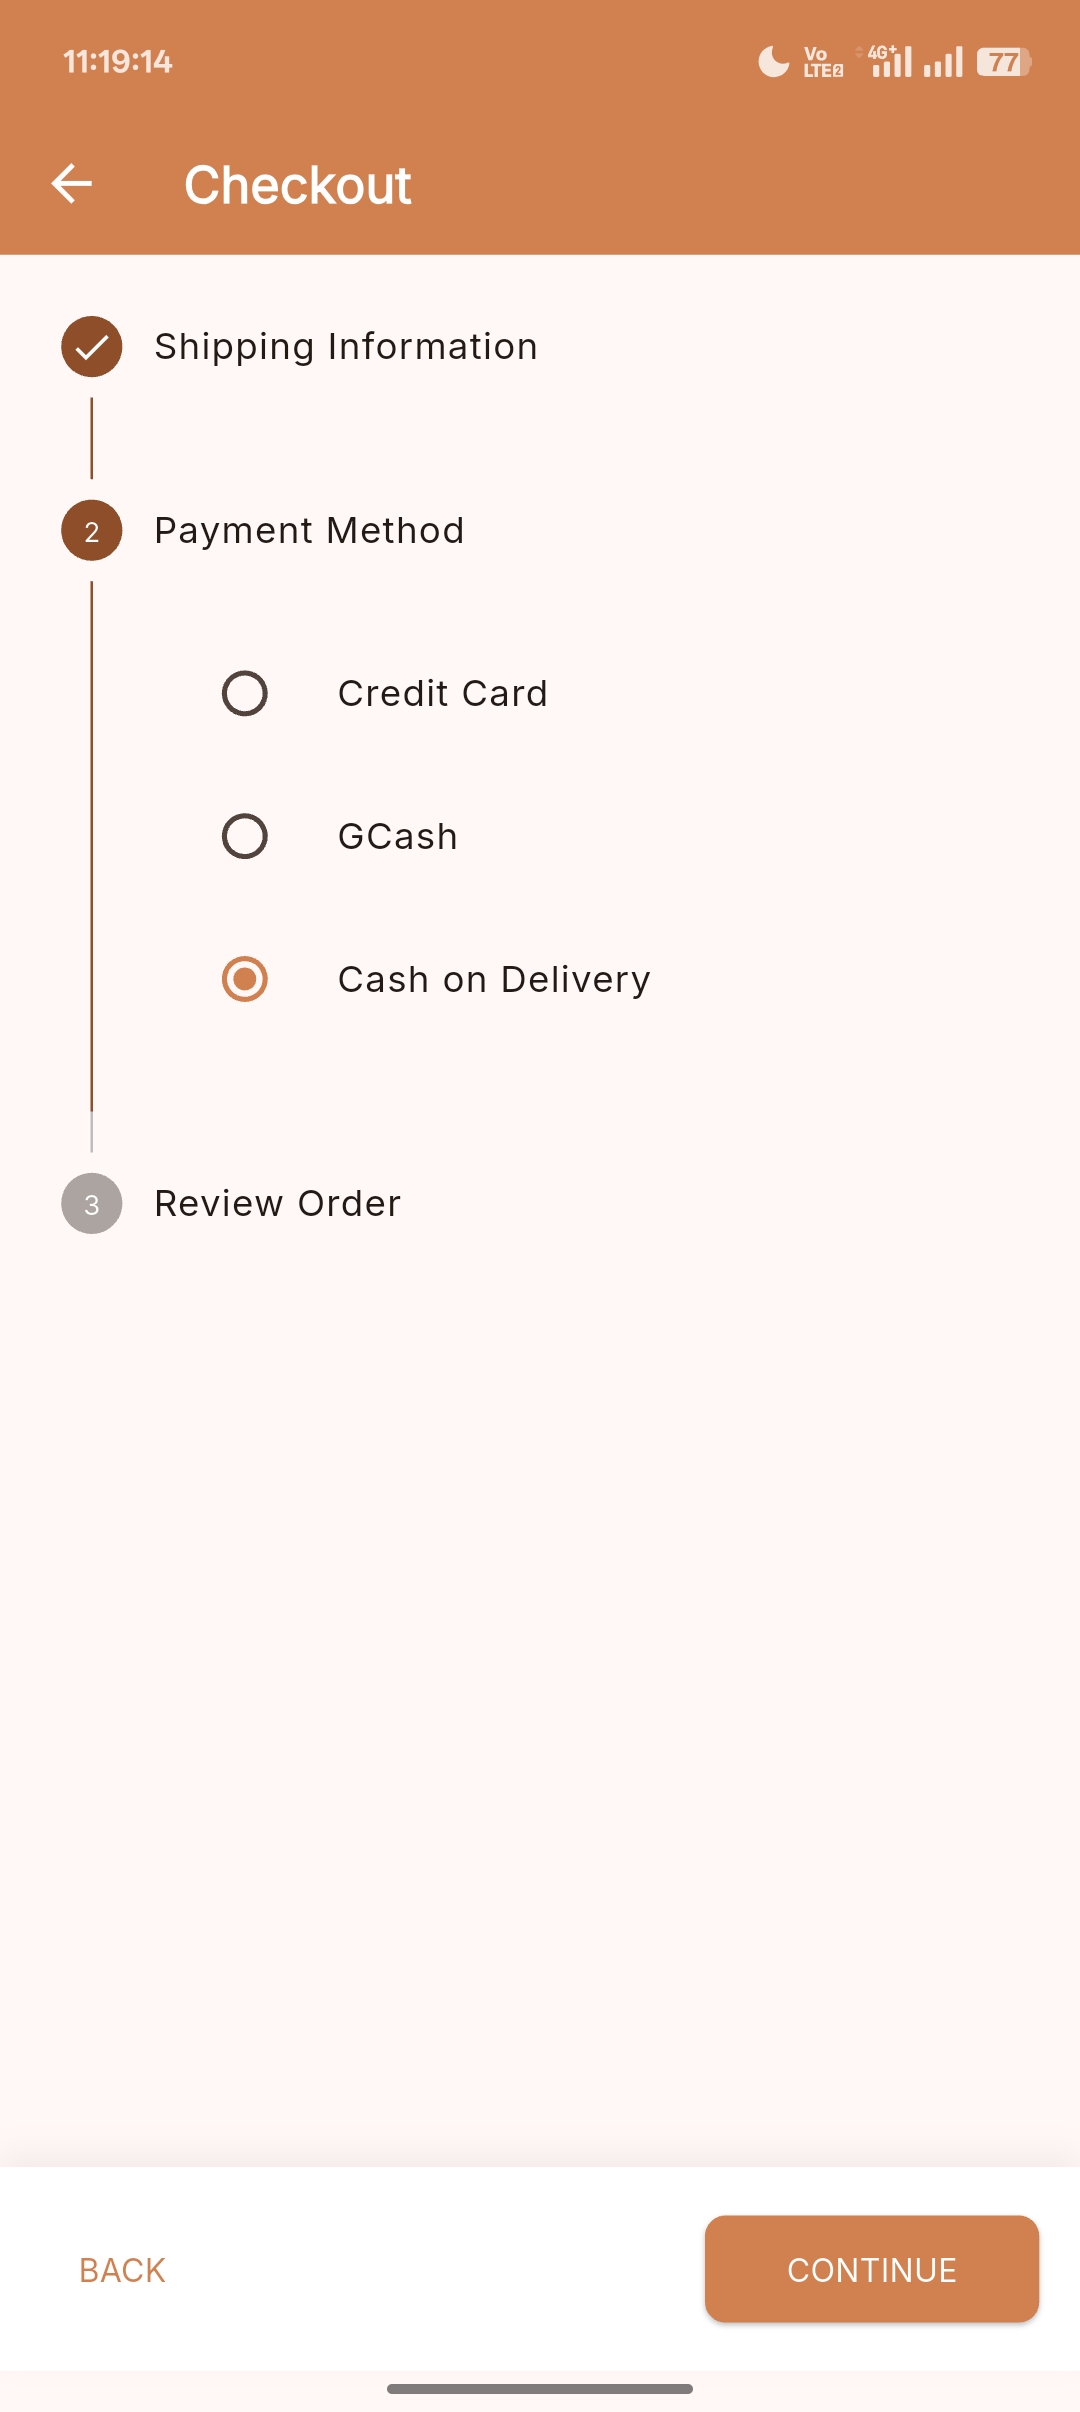 11:19:14
Vo
LTE2
4G+
77
Checkout
Shipping Information
2
Payment Method
Credit Card
GCash
Cash on Delivery
3
Review Order
BACK
CONTINUE